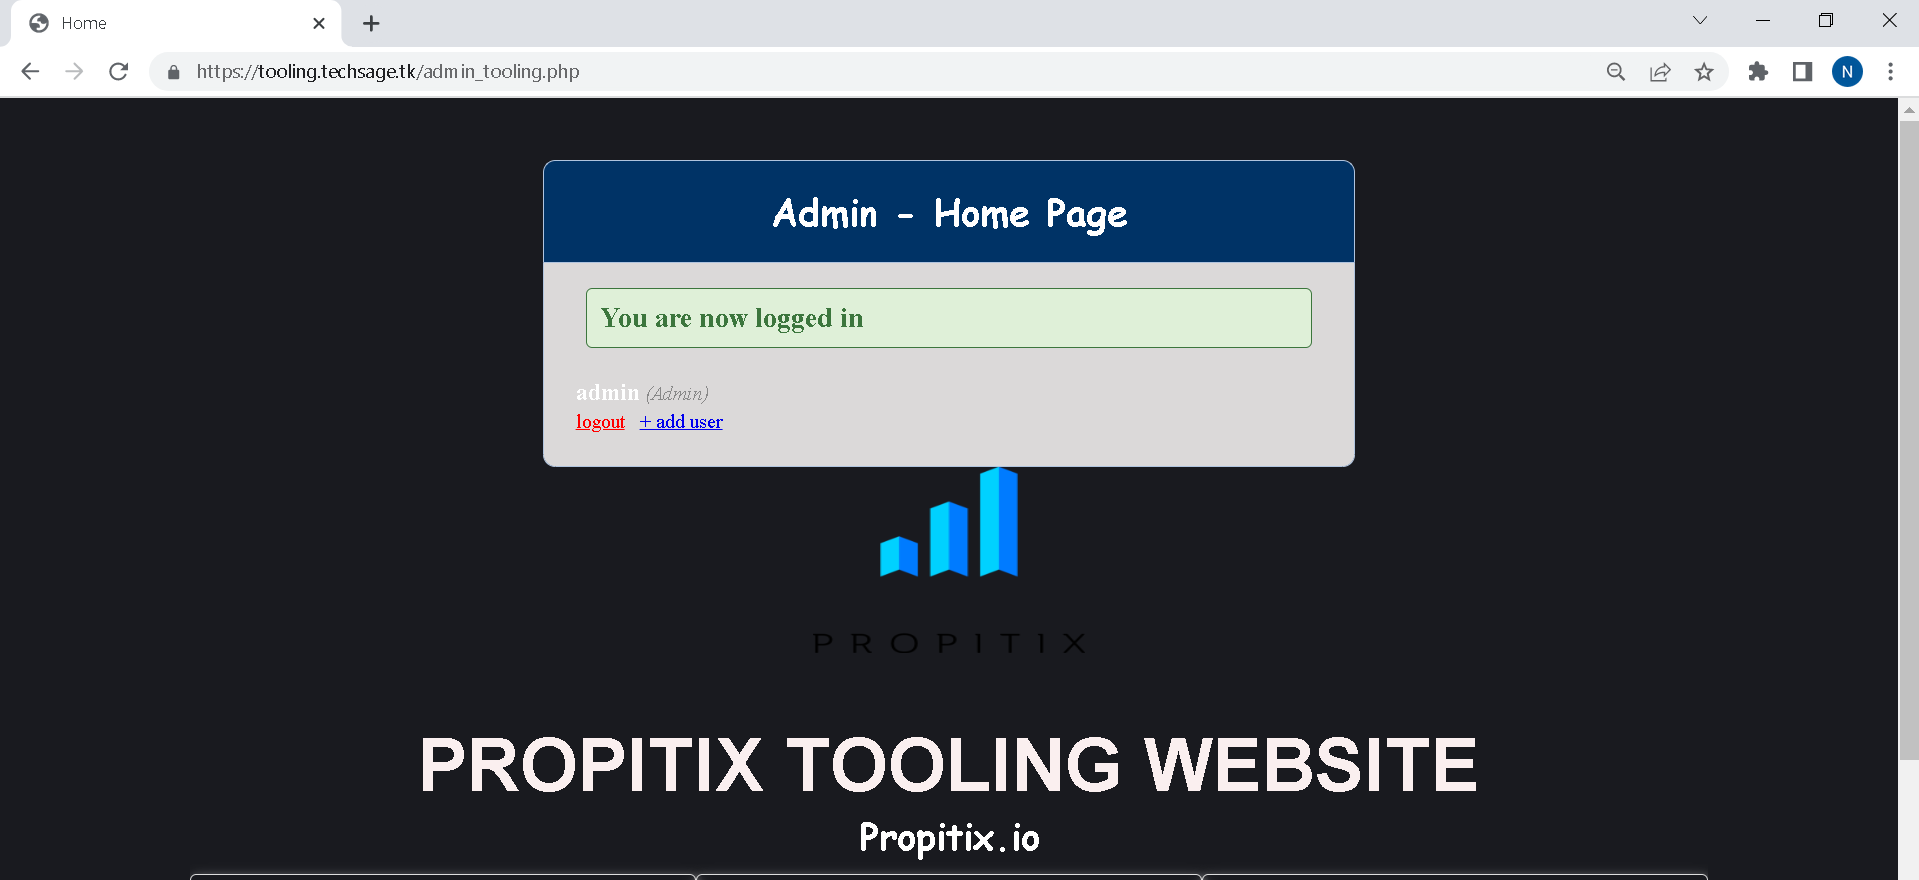 Home
https://tooling.techsage.tk/admin_tooling.php
N
Admin - Home Page
You are now logged in
admin (Admin)
logout + add user
PROPITIX
PROPITIX TOOLING WEBSITE
Propitix.io